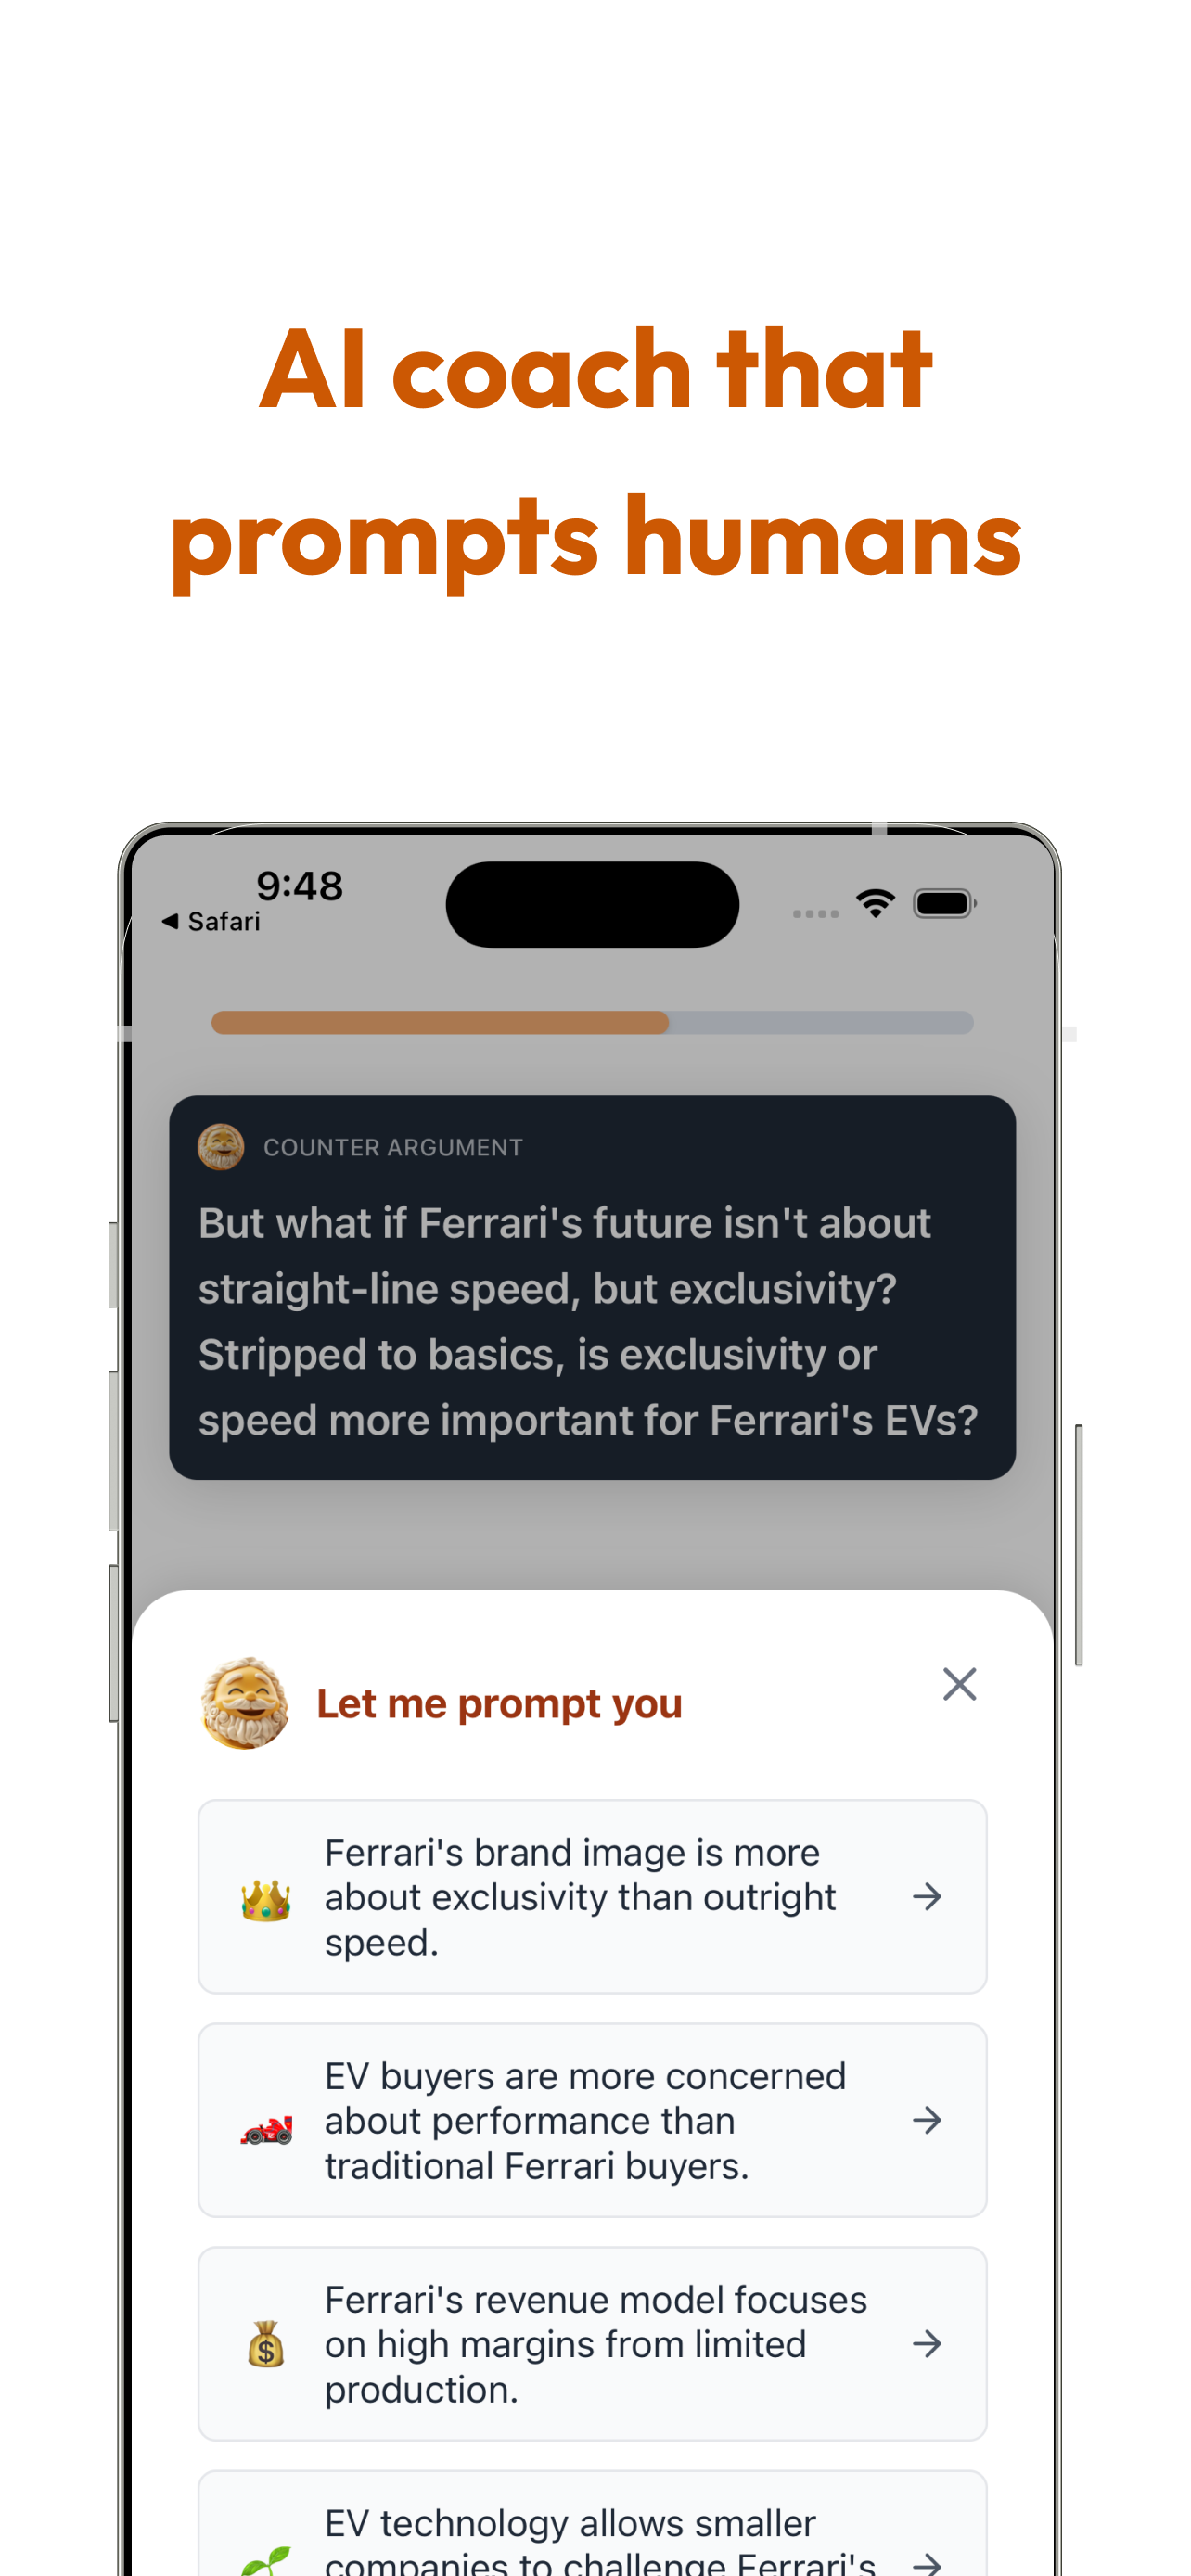 AI coach that
prompts humans
9:48
Safari
COUNTER ARGUMENT
But what if Ferrari's future isn't about
straight-line speed, but exclusivity?
Stripped to basics, is exclusivity or
speed more important for Ferrari's EVs?
Let me prompt you
Ferrari's brand image is more
about exclusivity than outright
speed.
EV buyers are more concerned
about performance than
traditional Ferrari buyers.
Ferrari's revenue model focuses
on high margins from limited
production.
EV technology allows smaller
companies to challenge Ferrari's